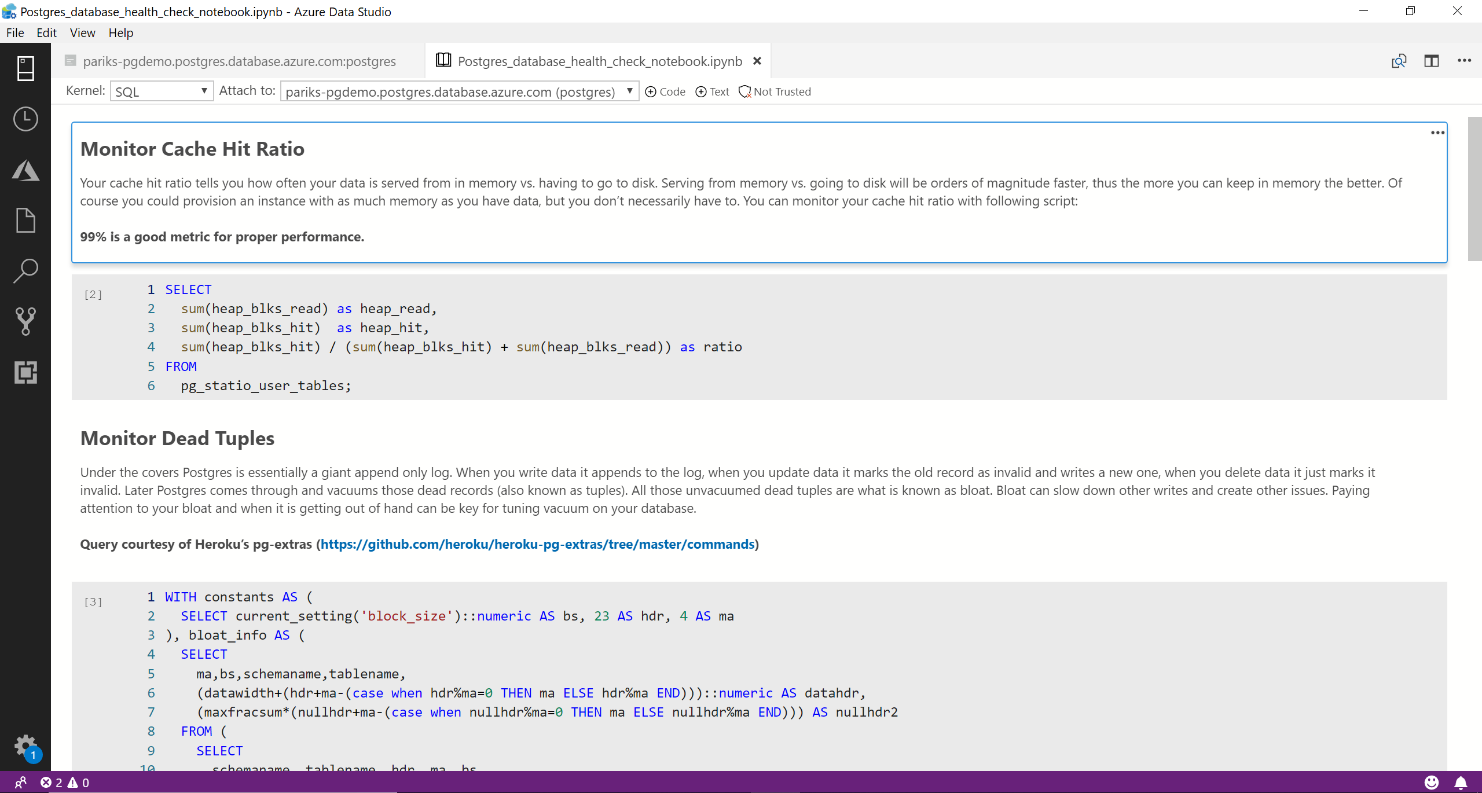 Postgres_database_health_check_notebook.ipynb - Azure Data Studio
File Edit View Help
pariks-pgdemo.postgres.database.azure.com:postgres
Postgres_database_health_check_notebook.ipynb
Kernel: SQL Attach to: pariks-pgdemo.postgres.database.azure.com (postgres) Code Text Not Trusted
Monitor Cache Hit Ratio
Your cache hit ratio tells you how often your data is served from in memory vs. having to go to disk. Serving from memory vs. going to disk will be orders of magnitude faster, thus the more you can keep in memory the better. Of
course you could provision an instance with as much memory as you have data, but you don't necessarily have to. You can monitor your cache hit ratio with following script:
99% is a good metric for proper performance.
[2]
1 SELECT
2 sum(heap_blks_read) as heap_read,
3 sum(heap_blks_hit)  as heap_hit,
4 sum(heap_blks_hit) / (sum(heap_blks_hit) + sum(heap_blks_read)) as ratio
5 FROM
6 pg_statio_user_tables;
Monitor Dead Tuples
Under the covers Postgres is essentially a giant append only log. When you write data it appends to the log, when you update data it marks the old record as invalid and writes a new one, when you delete data it just marks it
invalid. Later Postgres comes through and vacuums those dead records (also known as tuples). All those unvacuumed dead tuples are what is known as bloat. Bloat can slow down other writes and create other issues. Paying
attention to your bloat and when it is getting out of hand can be key for tuning vacuum on your database.
Query courtesy of Heroku's pg-extras (https://github.com/heroku/heroku-pg-extras/tree/master/commands)
[3]
1 WITH constants AS (
2 SELECT current_setting('block_size')::numeric AS bs, 23 AS hdr, 4 AS ma
3 ), bloat_info AS (
4 SELECT
5 ma,bs,schemaname,tablename,
6 (datawidth+(hdr+ma-(case when hdr%ma=0 THEN ma ELSE hdr%ma END)))::numeric AS datahdr,
7 (maxfracsum*(nullhdr+ma-(case when nullhdr%ma=0 THEN ma ELSE nullhdr%ma END))) AS nullhdr2
8 FROM (
9 SELECT
10 schemaname, tablename, hdr, ma, bs,
1
2 0